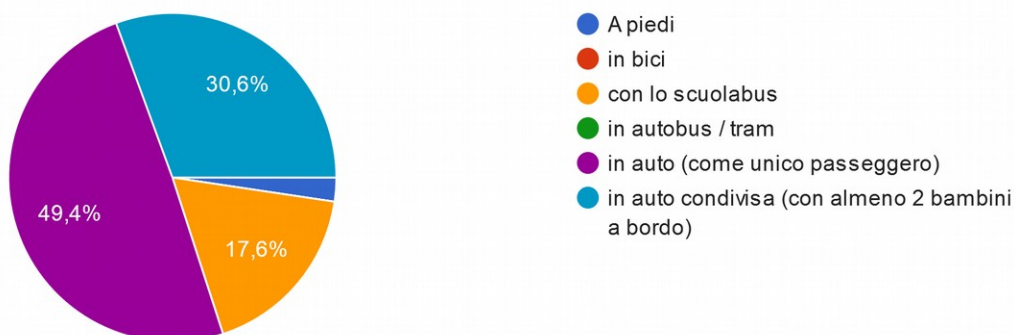 30,6%
49,4%
17,6%
A piedi
in bici
con lo scuolabus
in autobus / tram
in auto (come unico passeggero)
in auto condivisa (con almeno 2 bambini
a bordo)